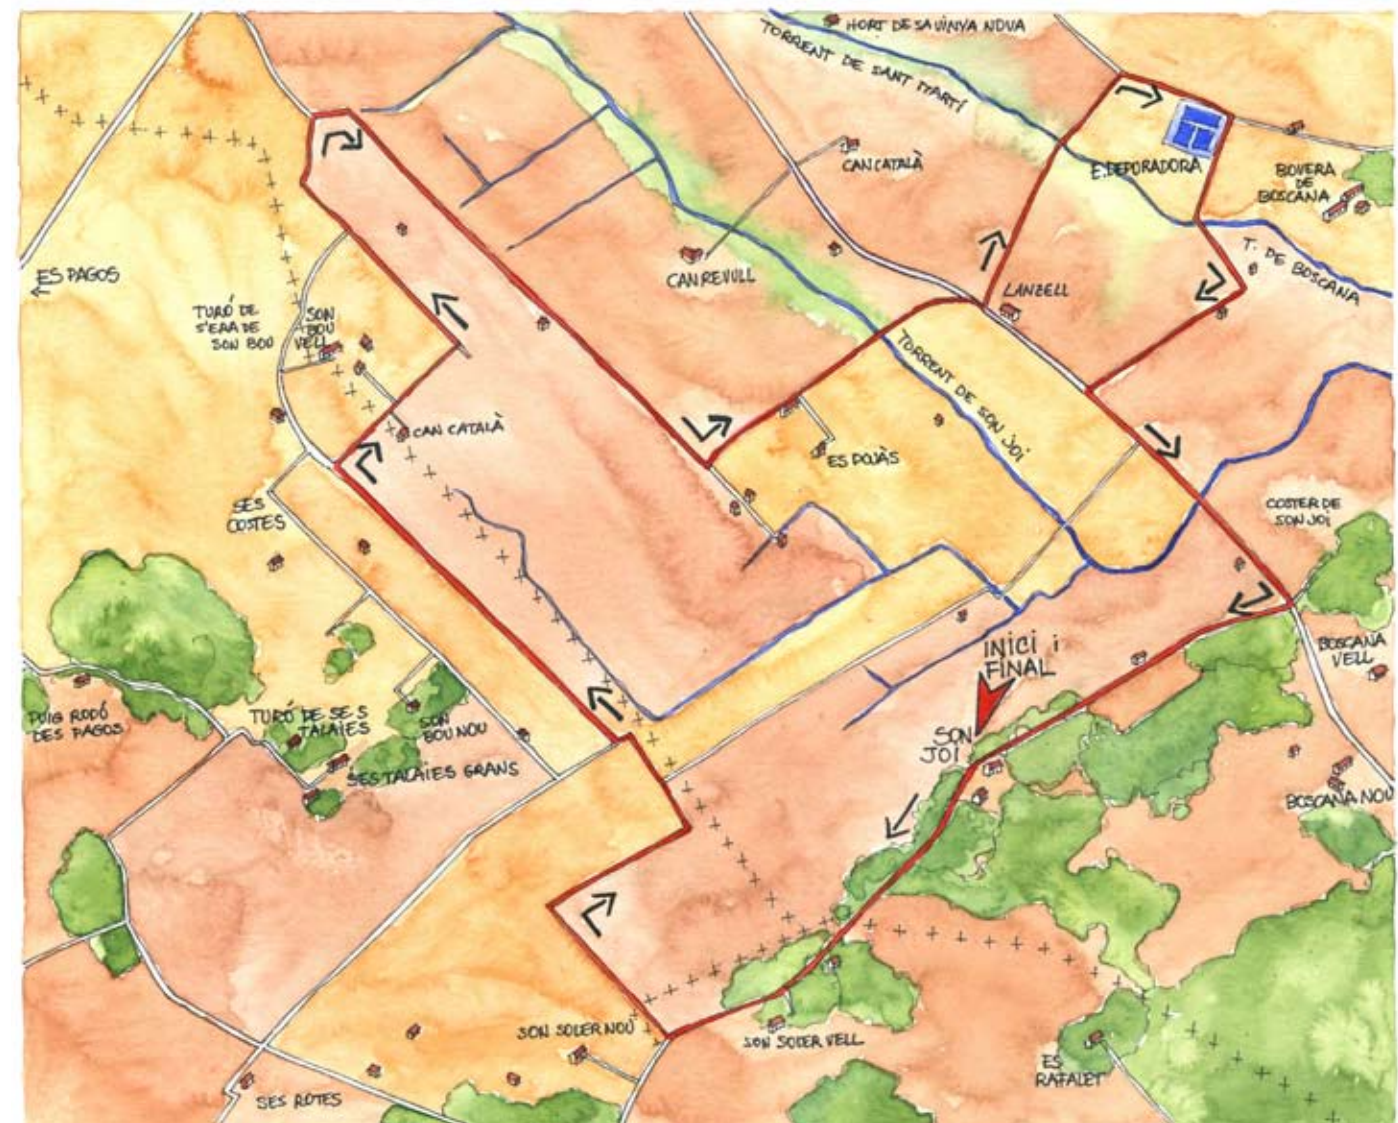 HORT DE SA VINYA NOVA
TORRENT DE SANT MARTÍ
CAN CATALÀ
E. DEPURADORA
BOVERA
DE
BOSCANA
T. DE BOSCANA
ES PAGOS
CAN REVULL
LANZELL
TURÓ DE
S'ERA DE
SON BOU
SON
BOU
VELL
TORRENT DE SON JOI
CAN CATALÀ
ES POUÀS
SES
COSTES
COSTER DE
SON JOI
INICI i
FINAL
BOSCANA
VELL
PUIG RODÓ
DES PAGOS
TURÓ DE SES
TALAIES
SON
BOU NOU
SON
JOI
SES TALAIES GRANS
BOSCANA NOU
SON SOLER NOU
SON SOLER VELL
ES
RAFALET
SES ROTES